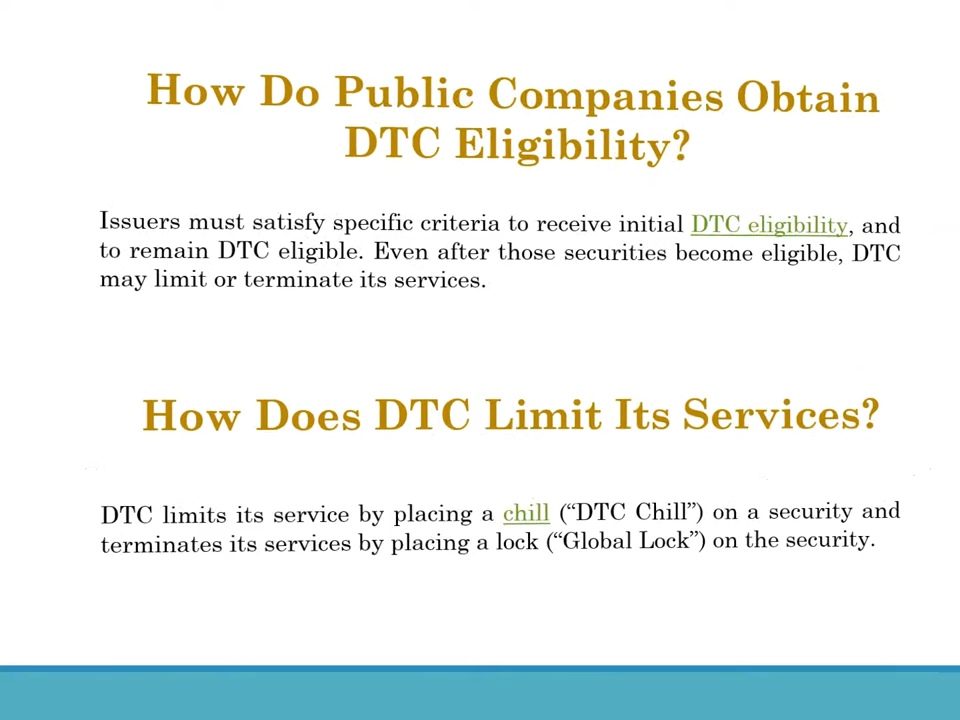 How Do Public Companies Obtain
DTC Eligibility?
Issuers must satisfy specific criteria to receive initial DTC eligibility, and
to remain DTC eligible. Even after those securities become eligible, DTC
may limit or terminate its services.
How Does DTC Limit Its Services?
DTC limits its service by placing a chill (“DTC Chill”) on a security and
terminates its services by placing a lock (“Global Lock”) on the security.